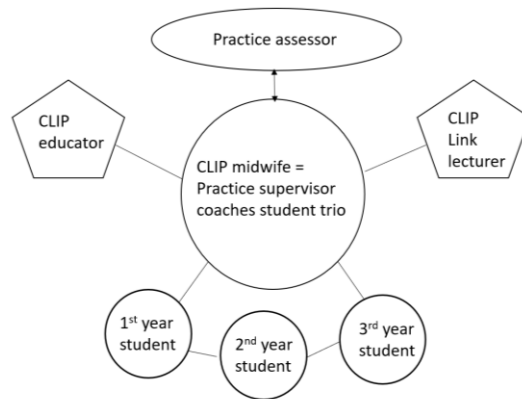 Practice assessor
CLIP
educator
CLIP
Link
lecturer
CLIP midwife =
Practice supervisor
coaches student trio
1st year
student
2nd year
student
3rd year
student